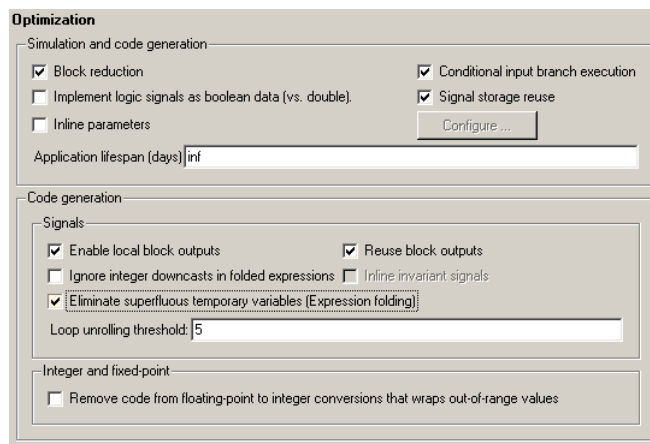 Optimization
Simulation and code generation
Block reduction
Conditional input branch execution
Implement logic signals as boolean data (vs. double).
Signal storage reuse
Inline parameters
Configure ...
Application lifespan (days) inf
Code generation
Signals
Enable local block outputs
Reuse block outputs
Ignore integer downcasts in folded expressions
Inline invariant signals
Eliminate superfluous temporary variables (Expression folding)
Loop unrolling threshold: 5
Integer and fixed-point
Remove code from floating-point to integer conversions that wraps out-of-range values